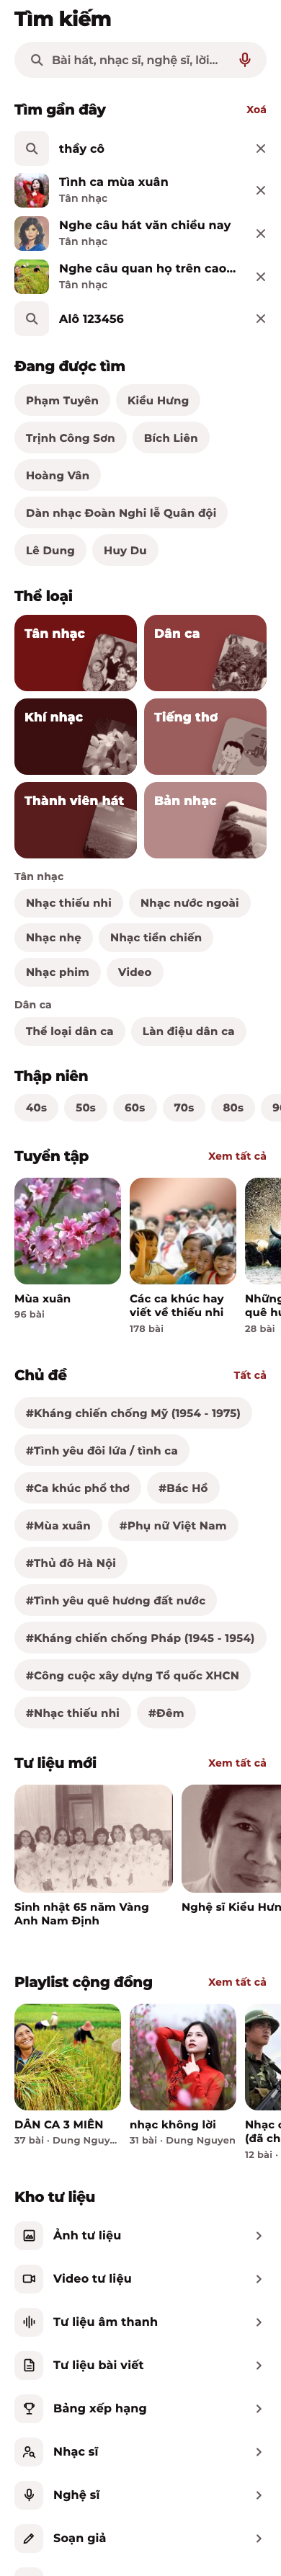 Tìm kiếm
Bài hát, nhạc sĩ, nghệ sĩ, lời...
Tìm gần đây
Xoá
thầy cô
Tình ca mùa xuân
Tân nhạc
Nghe câu hát văn chiều nay
Tân nhạc
Nghe câu quan họ trên cao...
Tân nhạc
Alô 123456
Đang được tìm
Phạm Tuyên
Kiều Hưng
Trịnh Công Sơn
Bích Liên
Hoàng Vân
Dàn nhạc Đoàn Nghi lễ Quân đội
Lê Dung
Huy Du
Thể loại
Tân nhạc
Dân ca
Khí nhạc
Tiếng thơ
Thành viên hát
Bản nhạc
Tân nhạc
Nhạc thiếu nhi
Nhạc nước ngoài
Nhạc nhẹ
Nhạc tiền chiến
Nhạc phim
Video
Dân ca
Thể loại dân ca
Làn điệu dân ca
Thập niên
40s
50s
60s
70s
80s
Tuyển tập
Xem tất cả
Mùa xuân
96 bài
Các ca khúc hay
viết về thiếu nhi
178 bài
Những
quê hư
28 bài
Chủ đề
Tất cả
#Kháng chiến chống Mỹ (1954 - 1975)
#Tình yêu đôi lứa / tình ca
#Ca khúc phổ thơ
#Bác Hồ
#Mùa xuân
#Phụ nữ Việt Nam
#Thủ đô Hà Nội
#Tình yêu quê hương đất nước
#Kháng chiến chống Pháp (1945 - 1954)
#Công cuộc xây dựng Tổ quốc XHCN
#Nhạc thiếu nhi
#Đêm
Tư liệu mới
Xem tất cả
Sinh nhật 65 năm Vàng
Anh Nam Định
Nghệ sĩ Kiều Hưn
Playlist cộng đồng
Xem tất cả
DÂN CA 3 MIỀN
37 bài · Dung Nguy...
nhạc không lời
31 bài · Dung Nguyen
Nhạc
(đã ch
12 bài ·
Kho tư liệu
Ảnh tư liệu
Video tư liệu
Tư liệu âm thanh
Tư liệu bài viết
Bảng xếp hạng
Nhạc sĩ
Nghệ sĩ
Soạn giả